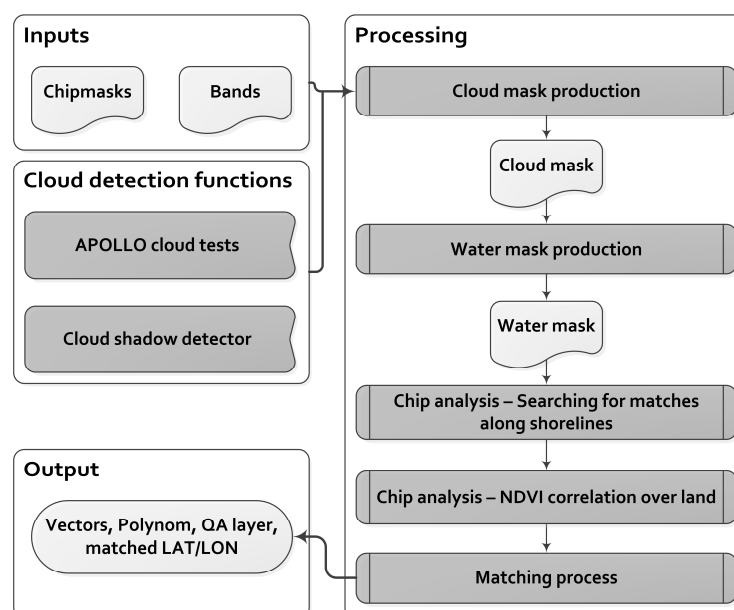 Inputs
Chipmasks
Bands
Cloud detection functions
APOLLO cloud tests
Cloud shadow detector
Output
Vectors, Polynom, QA layer,
matched LAT/LON
Processing
Cloud mask production
Cloud mask
Water mask production
Water mask
Chip analysis – Searching for matches
along shorelines
Chip analysis – NDVI correlation over land
Matching process